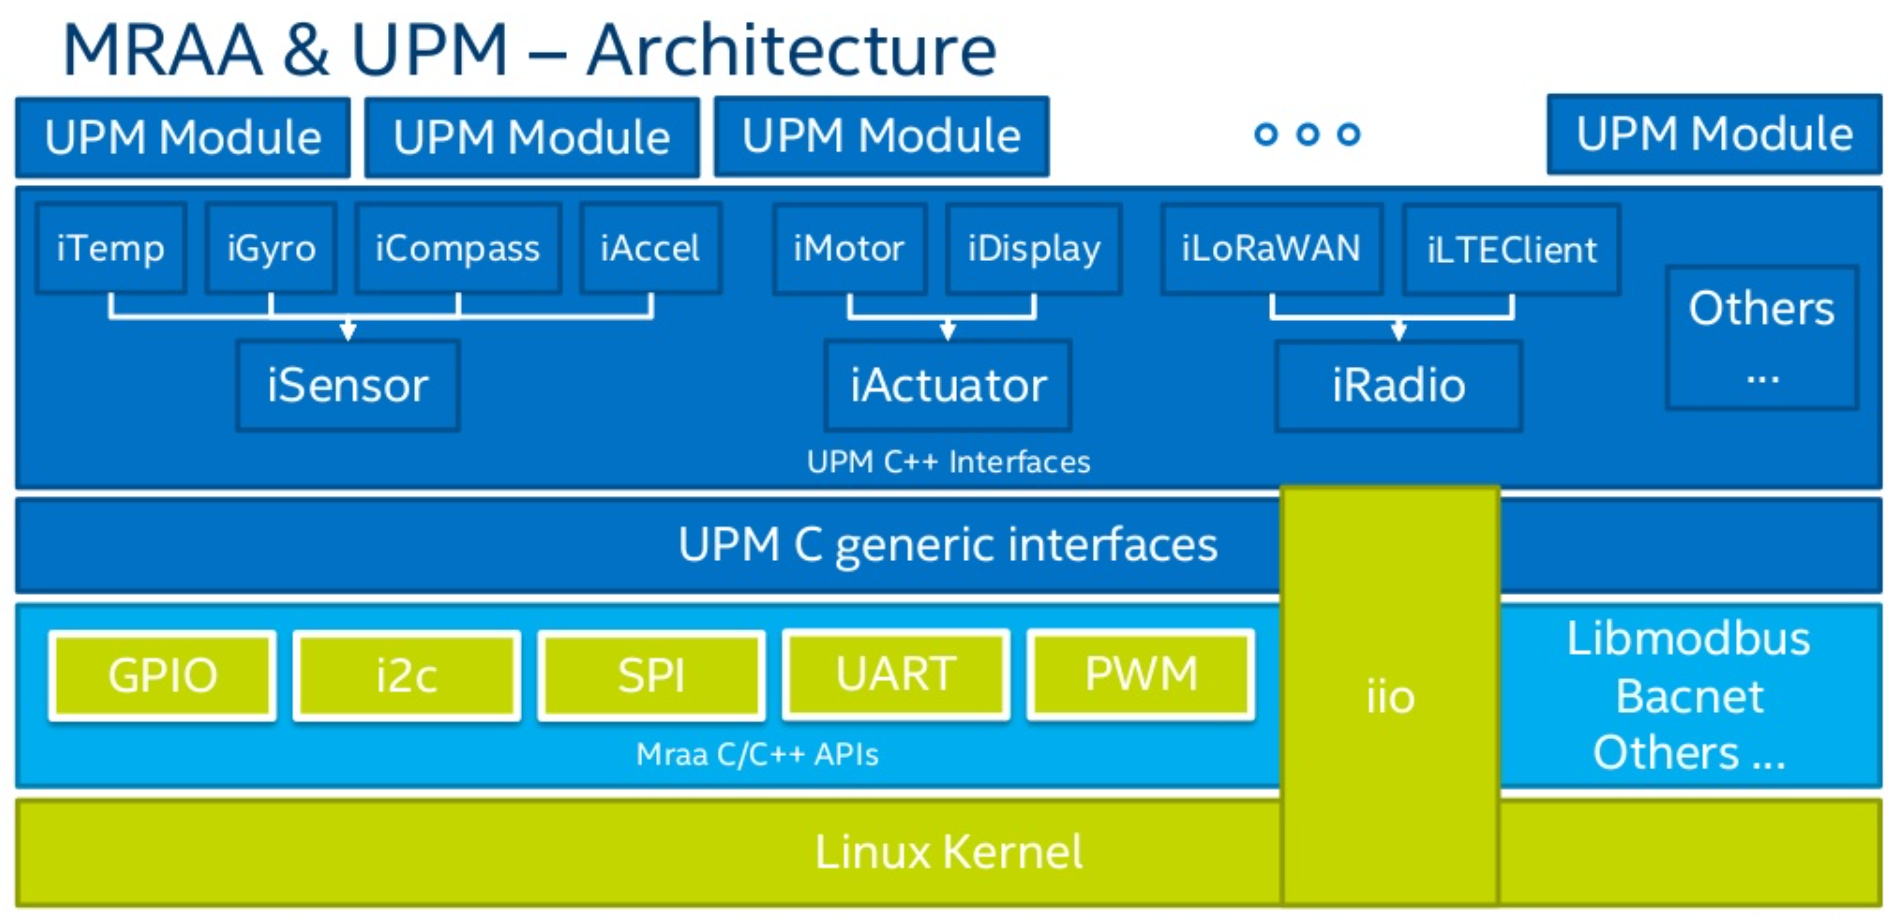 MRAA & UPM – Architecture
UPM Module
UPM Module
UPM Module
UPM Module
iTemp
iGyro
iCompass
iAccel
iMotor
iDisplay
iLoRaWAN
iLTEClient
Others
...
iSensor
iActuator
iRadio
UPM C++ Interfaces
UPM C generic interfaces
GPIO
i2c
SPI
UART
PWM
Mraa C/C++ APIs
iio
Libmodbus
Bacnet
Others ...
Linux Kernel